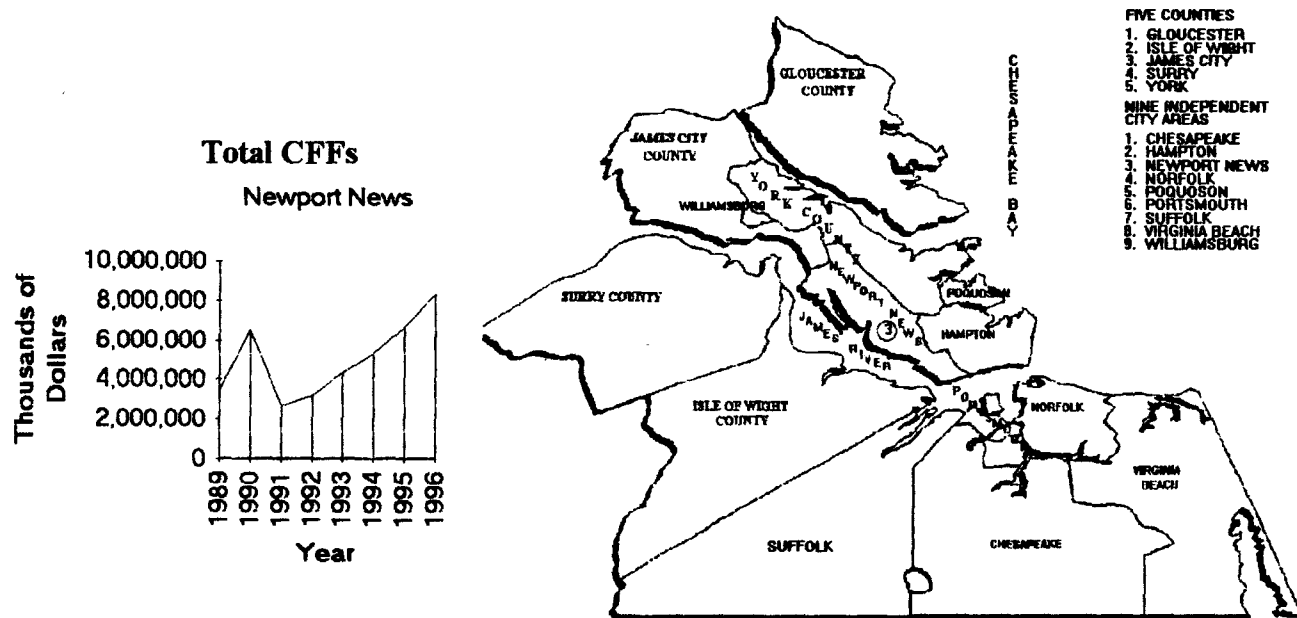 Total CFFs
Newport News
Thousands of
Dollars
10,000,000
8,000,000
6,000,000
4,000,000
2,000,000
0
1989
1990
1991
1992
1993
1994
1995
1996
Year
GLOUCESTER
COUNTY
JAMES CITY
COUNTY
YORK COUNTY
WILLIAMSBURG
NEWPORT NEWS
3
POQUOSON
HAMPTON
SURRY COUNTY
JAMES RIVER
ISLE OF WIGHT
COUNTY
NORFOLK
VIRGINIA
BEACH
SUFFOLK
CHESAPEAKE
CHESAPEAKE BAY
FIVE COUNTIES
1. GLOUCESTER
2. ISLE OF WIGHT
3. JAMES CITY
4. SURRY
5. YORK
NINE INDEPENDENT
CITY AREAS
1. CHESAPEAKE
2. HAMPTON
3. NEWPORT NEWS
4. NORFOLK
5. POQUOSON
6. PORTSMOUTH
7. SUFFOLK
8. VIRGINIA BEACH
9. WILLIAMSBURG